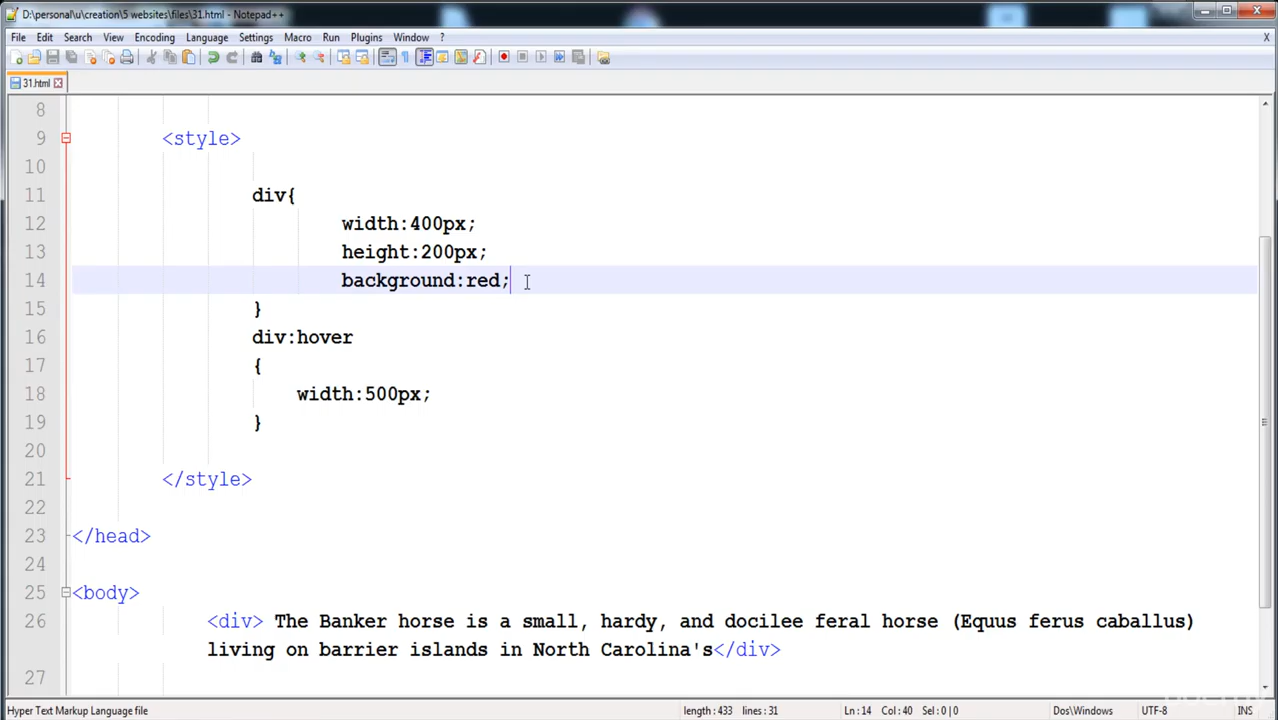 D:\personal\u\creation\5 websites\files\31.html - Notepad++
File Edit Search View Encoding Language Settings Macro Run Plugins Window ? X
31.html
8
9 <style>
10
11 div{
12 width:400px;
13 height:200px;
14 background:red;
15 }
16 div:hover
17 {
18 width:500px;
19 }
20
21 </style>
22
23 </head>
24
25 <body>
26 <div> The Banker horse is a small, hardy, and docilee feral horse (Equus ferus caballus)
living on barrier islands in North Carolina's</div>
27
Hyper Text Markup Language file length : 433 lines : 31 Ln : 14 Col : 40 Sel : 0 | 0 Dos\Windows UTF-8 INS